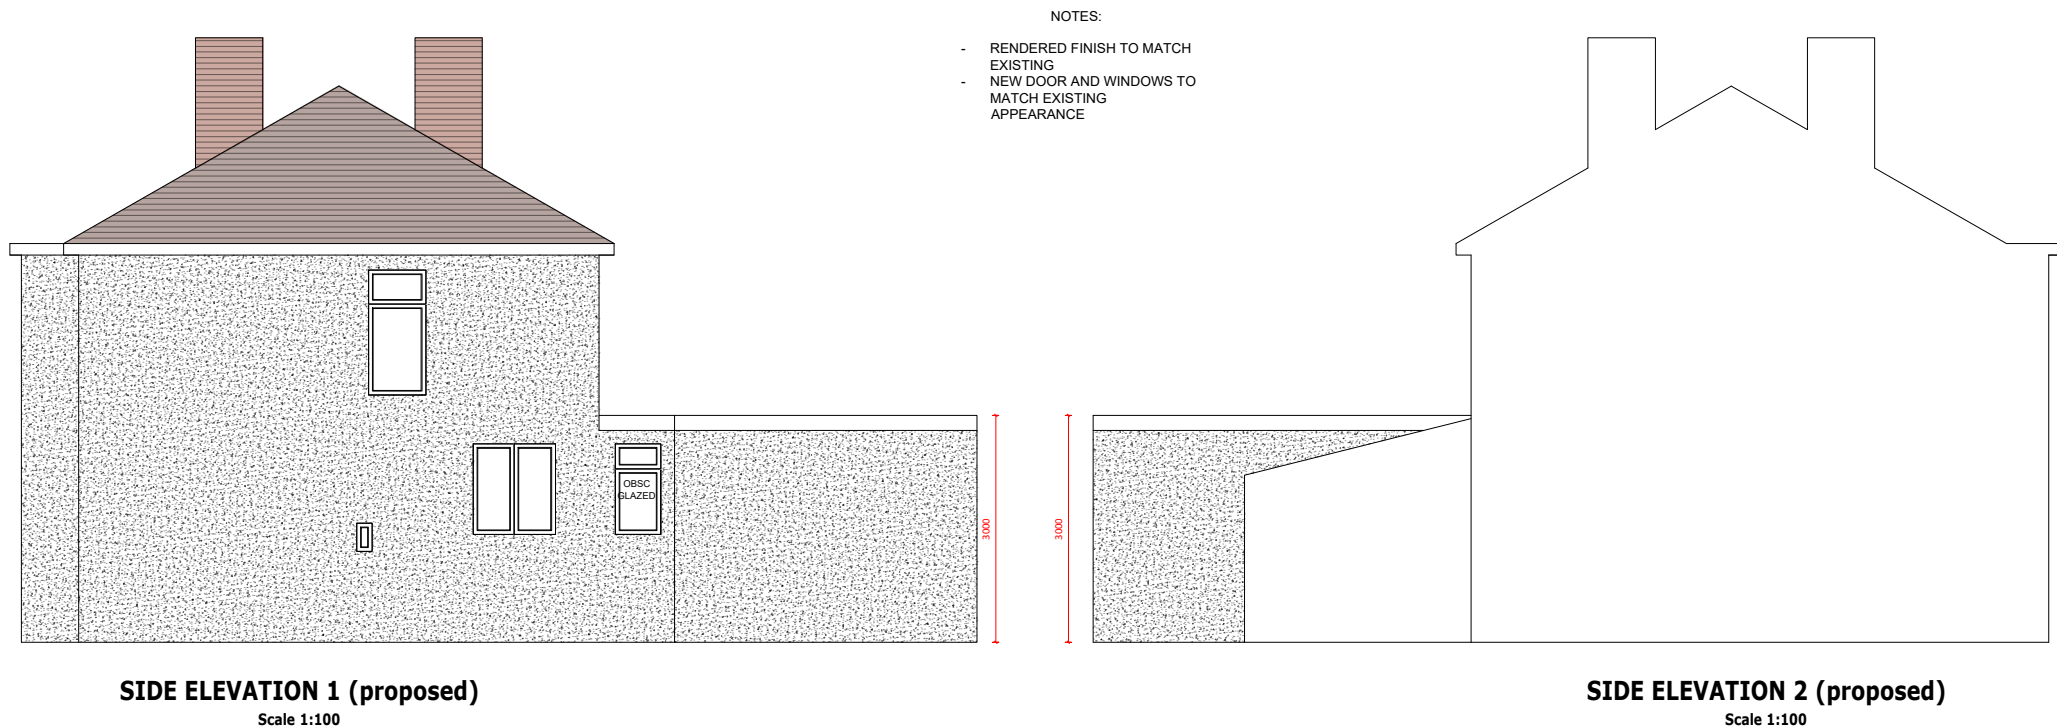 NOTES:
- RENDERED FINISH TO MATCH
EXISTING
- NEW DOOR AND WINDOWS TO
MATCH EXISTING
APPEARANCE
OBSC
GLAZED
3000
3000
SIDE ELEVATION 1 (proposed)
Scale 1:100
SIDE ELEVATION 2 (proposed)
Scale 1:100